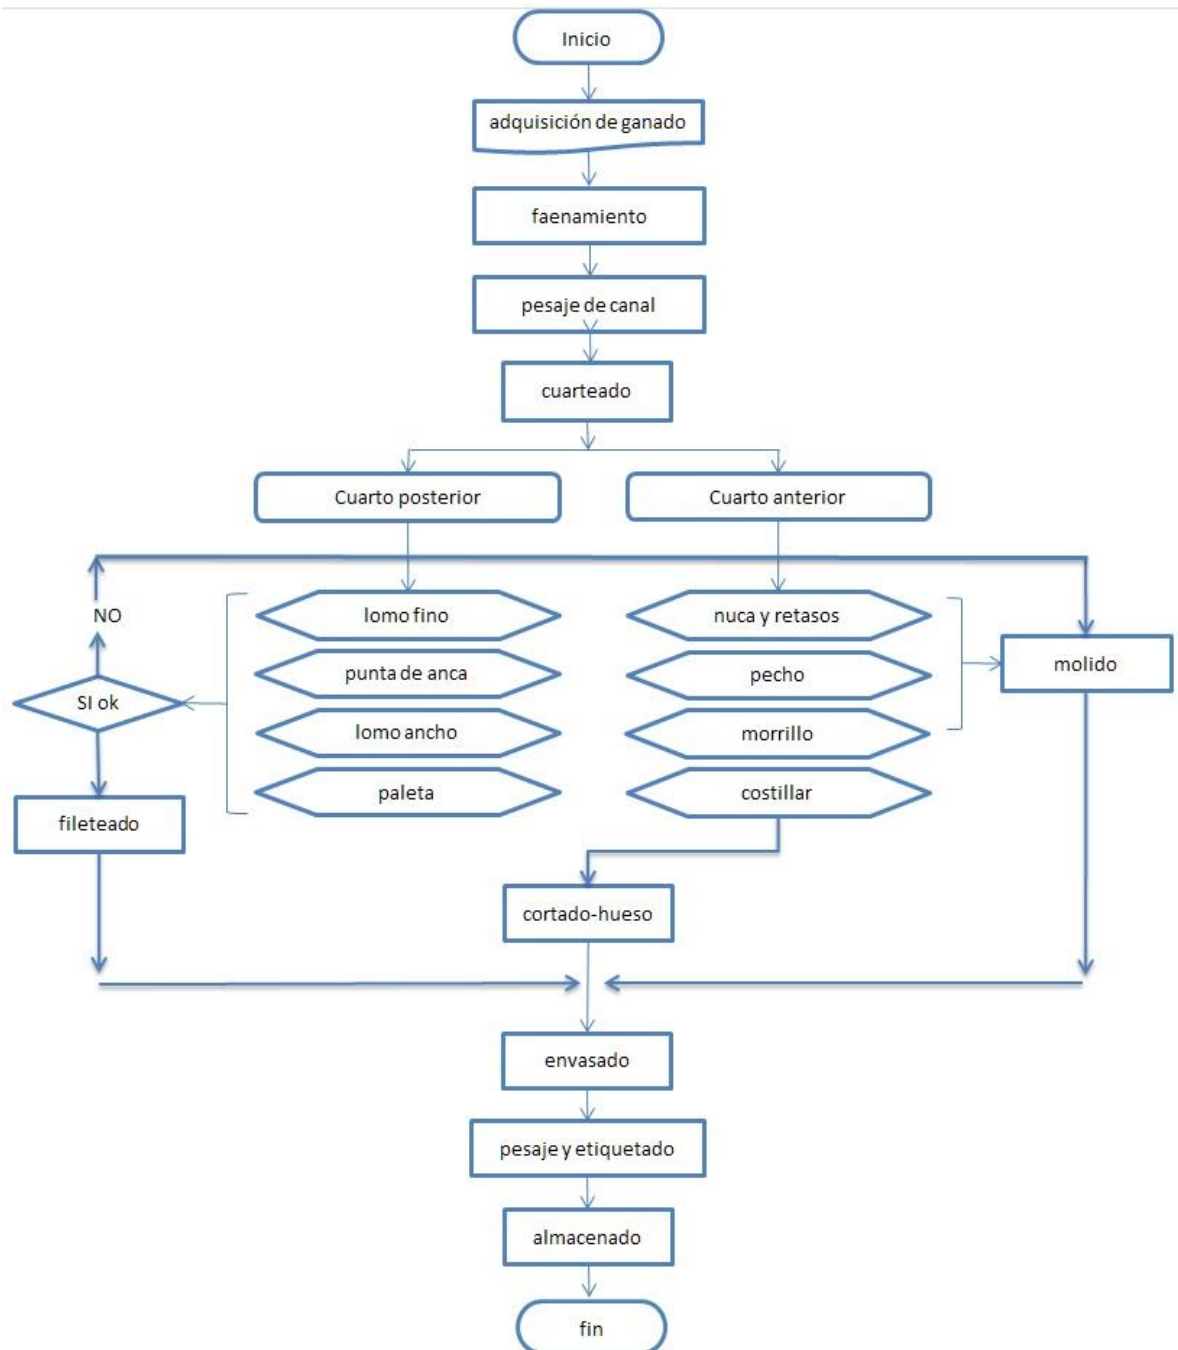 Inicio
adquisición de ganado
faenamiento
pesaje de canal
cuarteado
Cuarto posterior
Cuarto anterior
NO
lomo fino
nuca y retasos
molido
punta de anca
pecho
SI ok
lomo ancho
morrillo
paleta
costillar
fileteado
cortado-hueso
envasado
pesaje y etiquetado
almacenado
fin